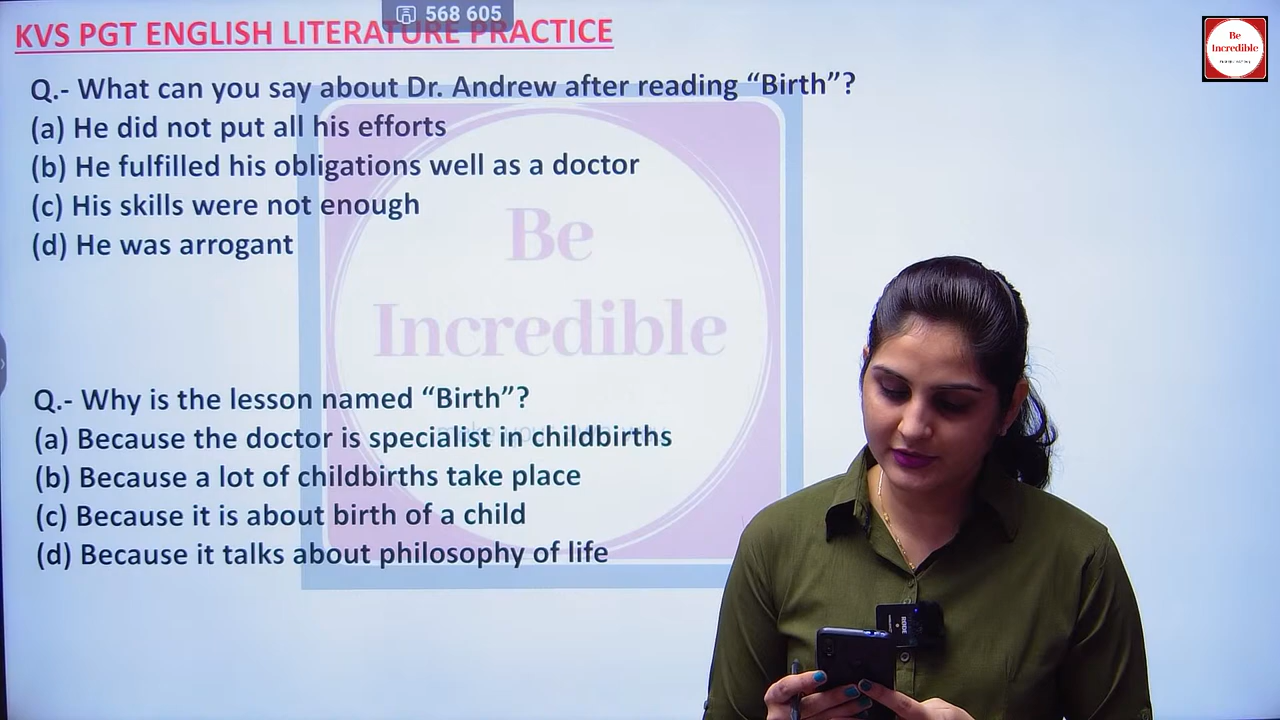 568 605
KVS PGT ENGLISH LITERATURE PRACTICE
Be
Incredible
Q.- What can you say about Dr. Andrew after reading “Birth”?
(a) He did not put all his efforts
(b) He fulfilled his obligations well as a doctor
(c) His skills were not enough
(d) He was arrogant
Be
Incredible
Q.- Why is the lesson named “Birth”?
(a) Because the doctor is specialist in childbirths
(b) Because a lot of childbirths take place
(c) Because it is about birth of a child
(d) Because it talks about philosophy of life
RODE